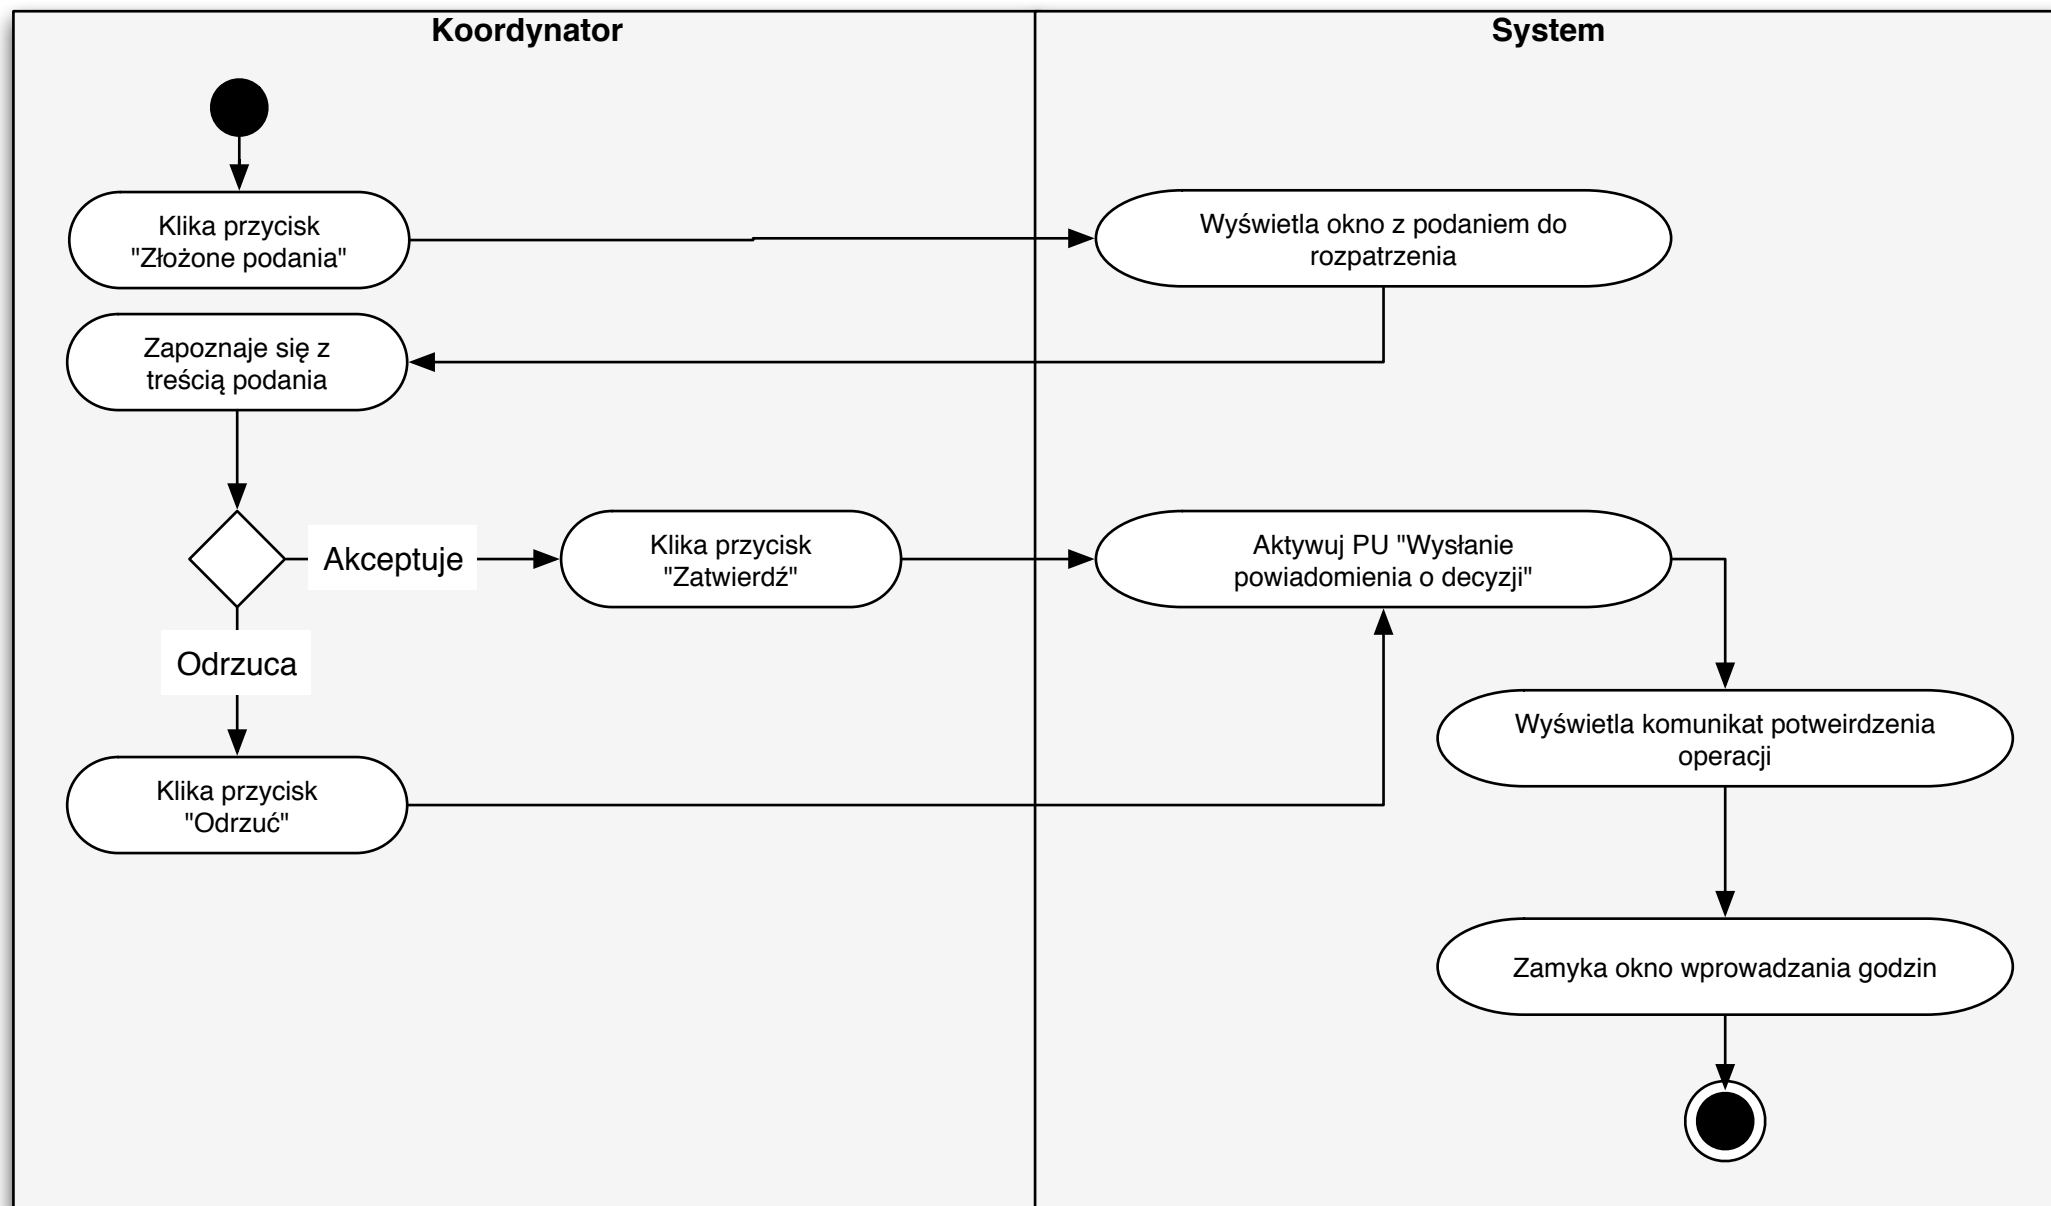 Koordynator
System
Klika przycisk
"Złożone podania"
Wyświetla okno z podaniem do
rozpatrzenia
Zapoznaje się z
treścią podania
Akceptuje
Klika przycisk
"Zatwierdź"
Aktywuj PU "Wysłanie
powiadomienia o decyzji"
Odrzuca
Wyświetla komunikat potweirdzenia
operacji
Klika przycisk
"Odrzuć"
Zamyka okno wprowadzania godzin